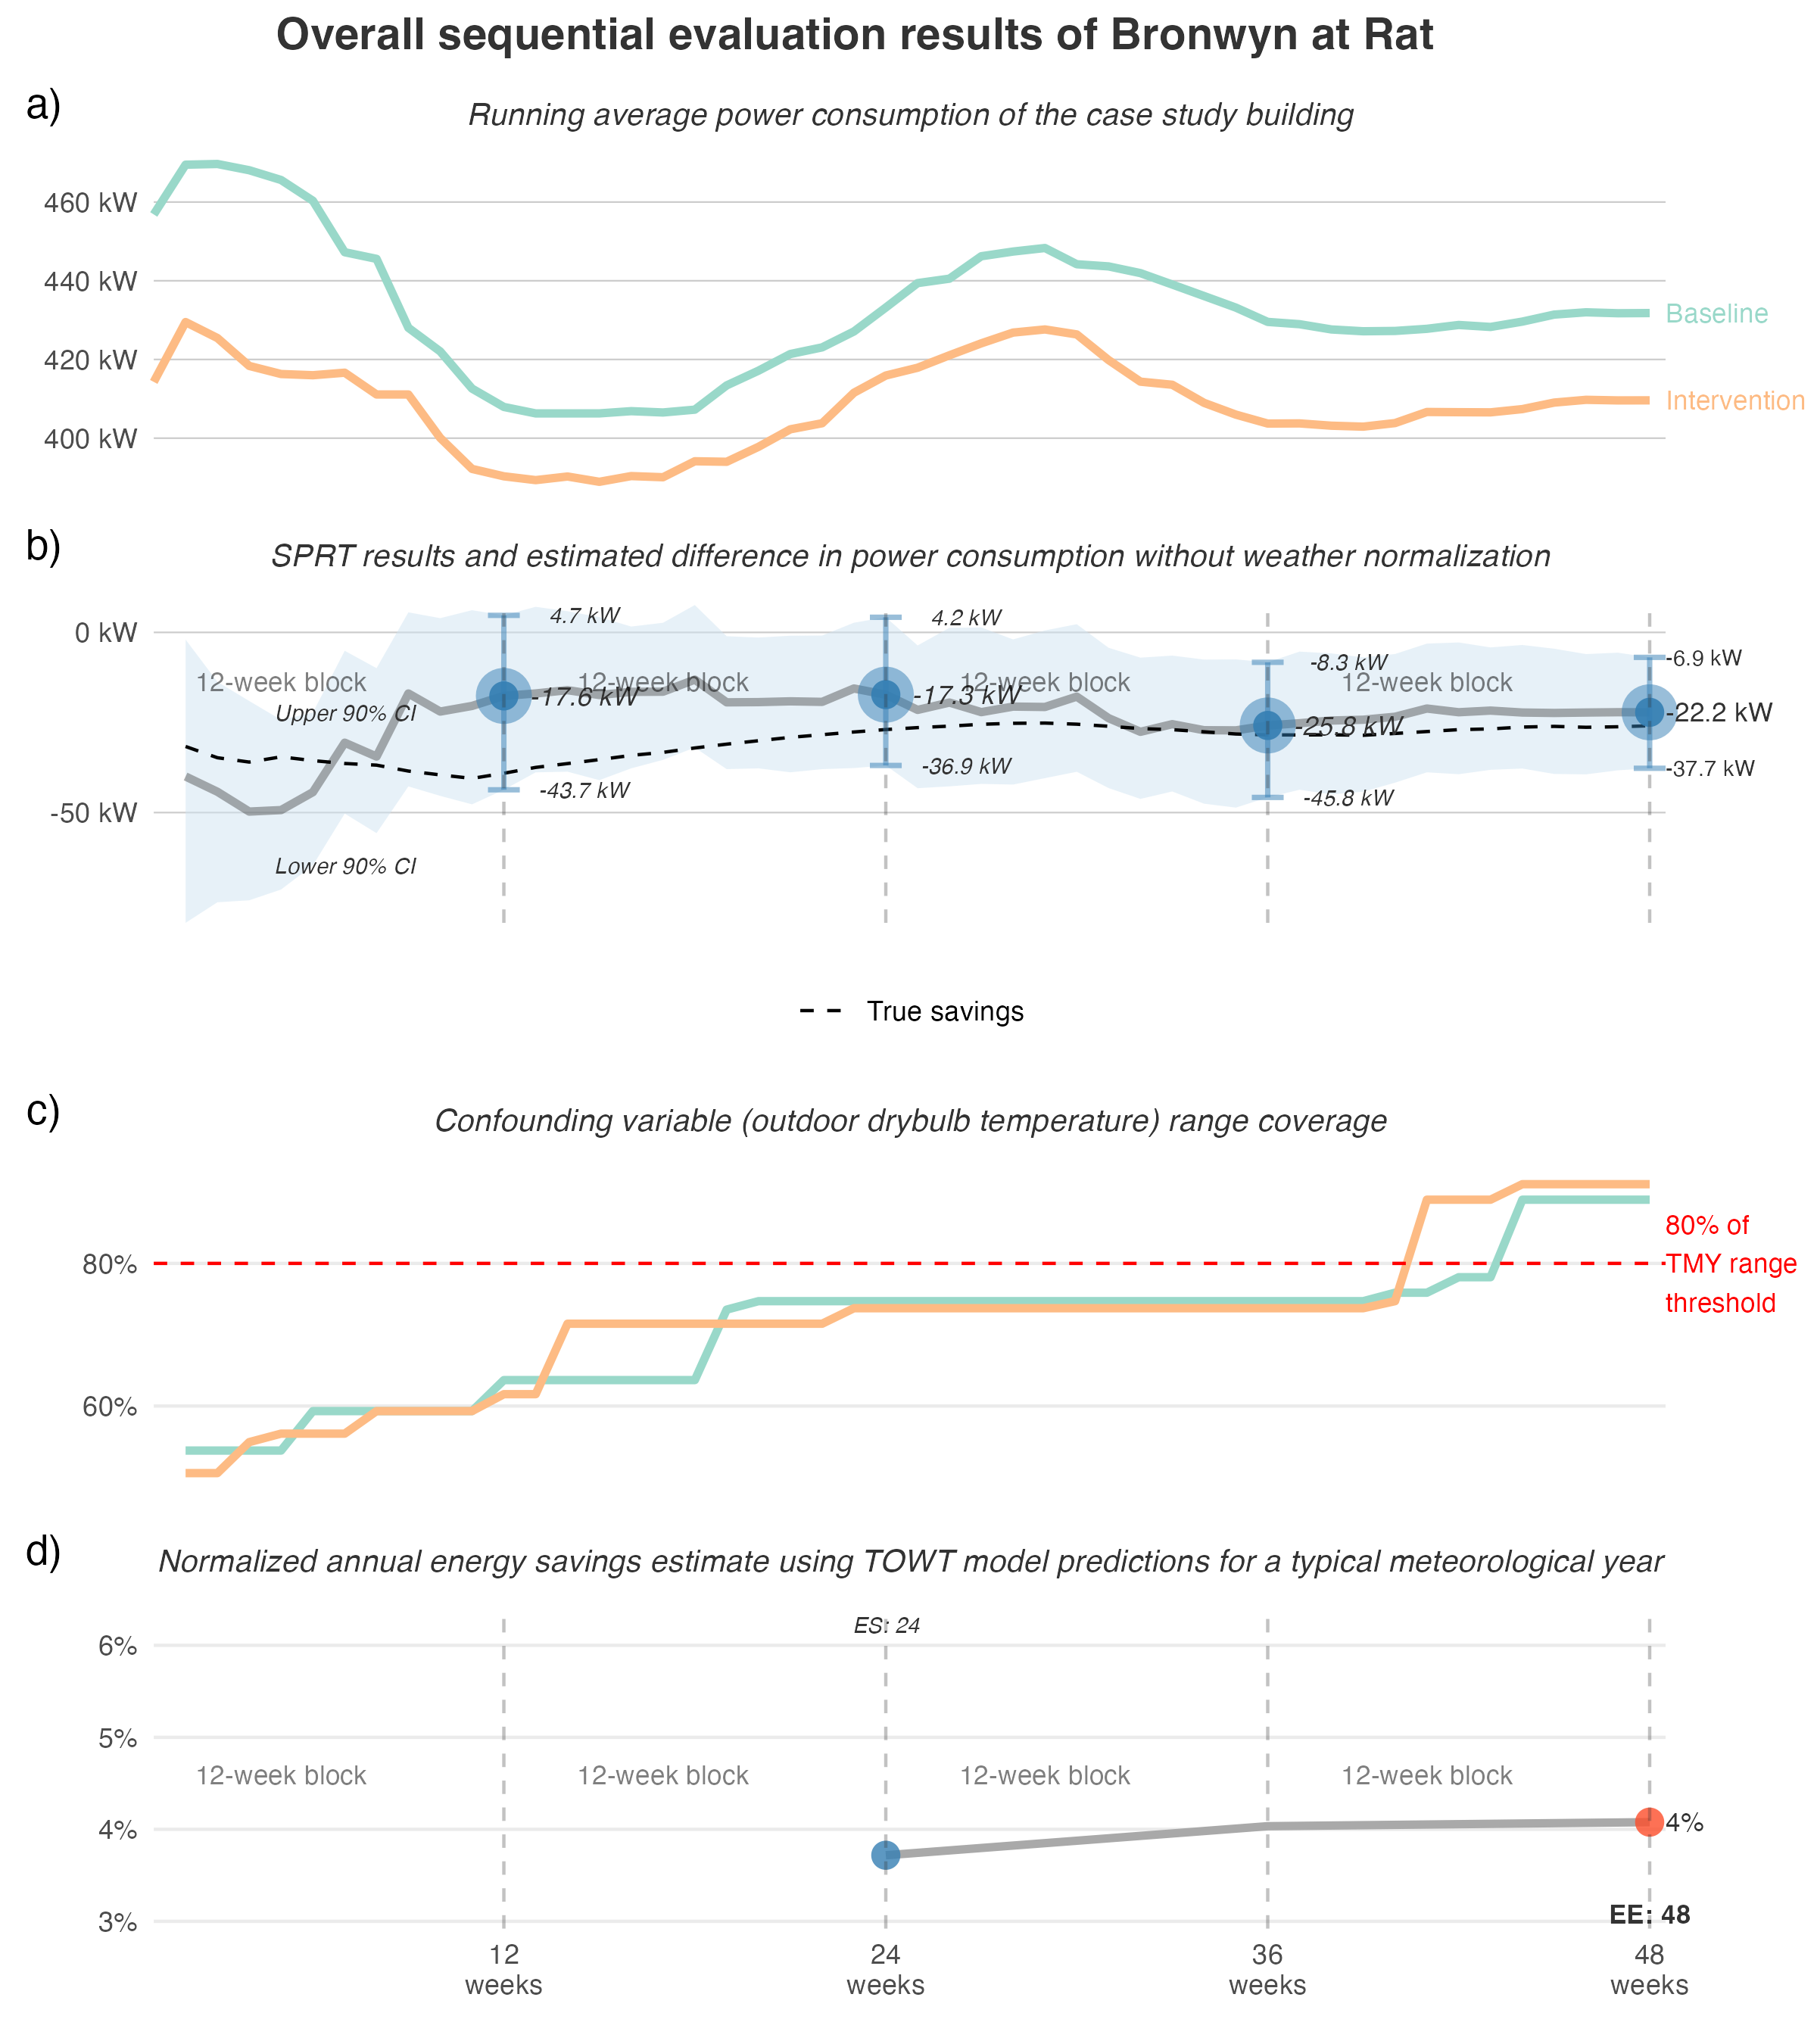 Overall sequential evaluation results of Bronwyn at Rat
a)
Running average power consumption of the case study building
460 kW
440 kW
420 kW
400 kW
Baseline
Intervention
b)
SPRT results and estimated difference in power consumption without weather normalization
0 kW
-50 kW
4.7 kW
4.2 kW
-8.3 kW
-6.9 kW
12-week block
12-week block
12-week block
12-week block
-17.6 kW
-17.3 kW
-25.8 kW
-22.2 kW
Upper 90% CI
-43.7 kW
-36.9 kW
-45.8 kW
-37.7 kW
Lower 90% CI
True savings
c)
Confounding variable (outdoor drybulb temperature) range coverage
80%
60%
80% of
TMY range
threshold
d)
Normalized annual energy savings estimate using TOWT model predictions for a typical meteorological year
ES: 24
6%
5%
4%
3%
12-week block
12-week block
12-week block
12-week block
4%
EE: 48
12
weeks
24
weeks
36
weeks
48
weeks